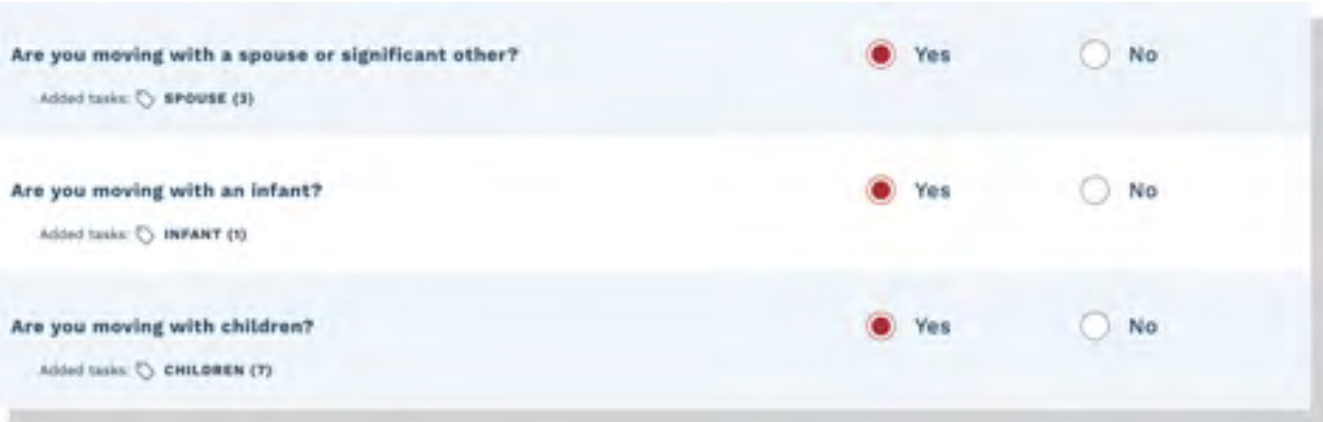 Are you moving with a spouse or significant other? Yes No
Added tasks: SPOUSE (3)
Are you moving with an infant? Yes No
Added tasks: INFANT (1)
Are you moving with children? Yes No
Added tasks: CHILDREN (7)